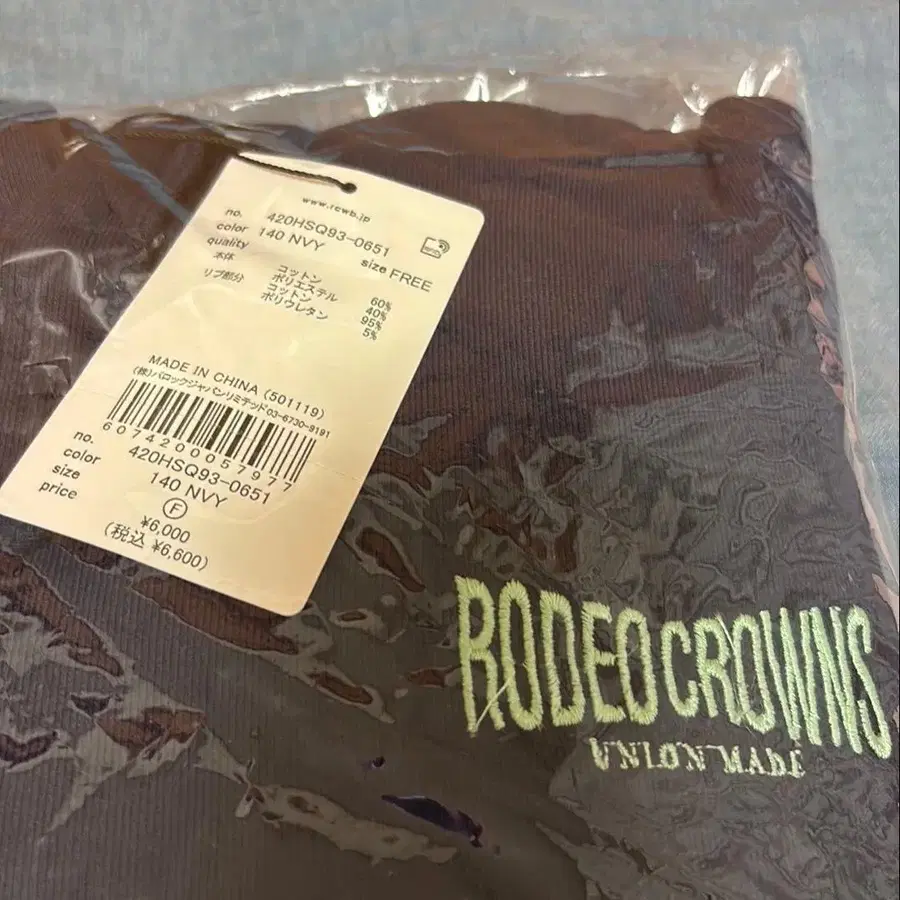 www.rcwb.jp
no. 420HSQ93-0651
color 140 NVY
quality size FREE
本体 コットン 60%
ポリエステル 40%
リブ部分 コットン 95%
ポリウレタン 5%
MADE IN CHINA (501119)
(株)バロックジャパンリミテッド03-6730-9191
6074200057977
no. 420HSQ93-0651
color 140 NVY
size F
price ¥6,000
(税込 ¥6,600)
RODEO CROWNS
UNION MADE